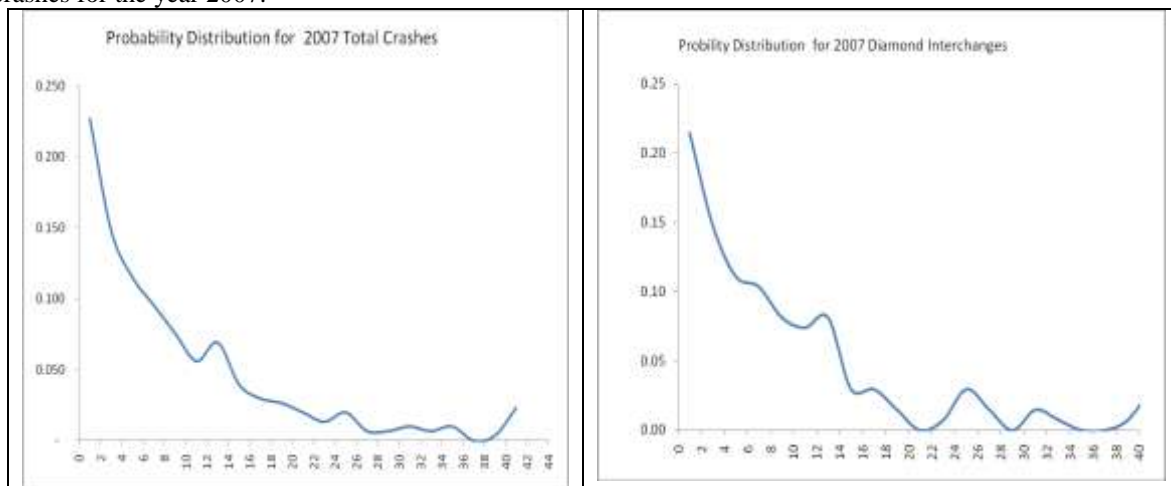 crashes for the year 2007.
Probability Distribution for 2007 Total Crashes
0.250
0.200
0.150
0.100
0.050
-
0 2 4 6 8 10 12 14 16 18 20 22 24 26 28 30 32 34 36 38 40 42 44
Probility Distribution for 2007 Diamond Interchanges
0.25
0.20
0.15
0.10
0.05
0.00
0 2 4 6 8 10 12 14 16 18 20 22 24 26 28 30 32 34 36 38 40